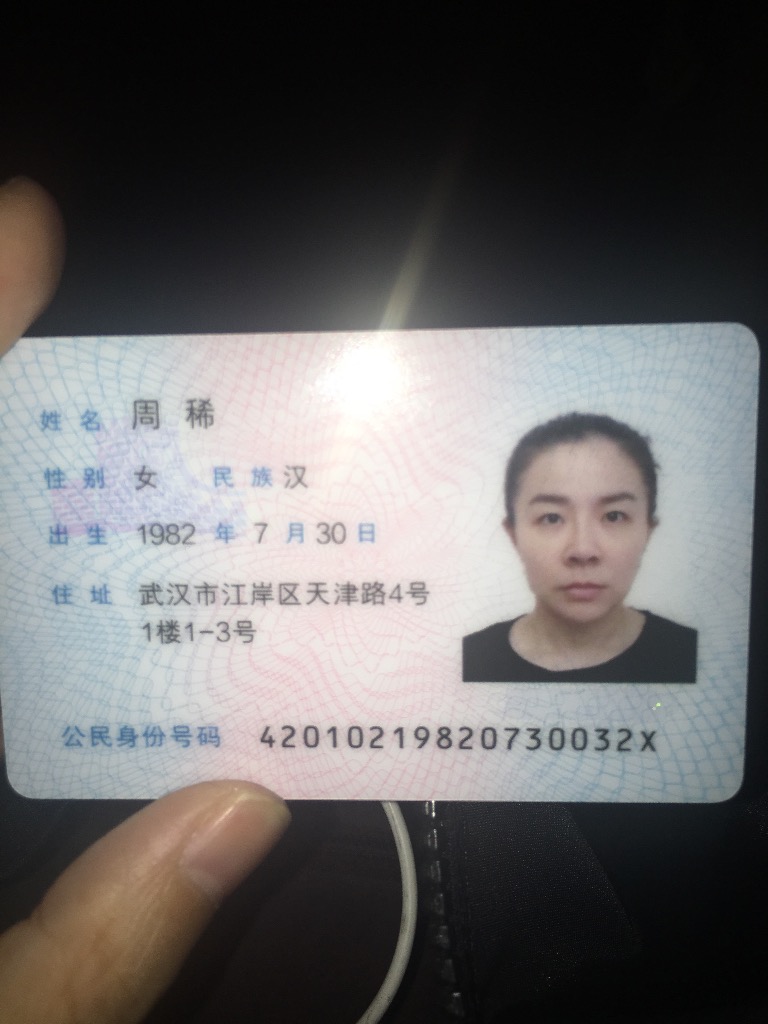 姓名 周稀
性别 女 民族 汉
出生 1982 年 7 月 30 日
住址 武汉市江岸区天津路4号
1楼1-3号
公民身份号码 42010219820730032X